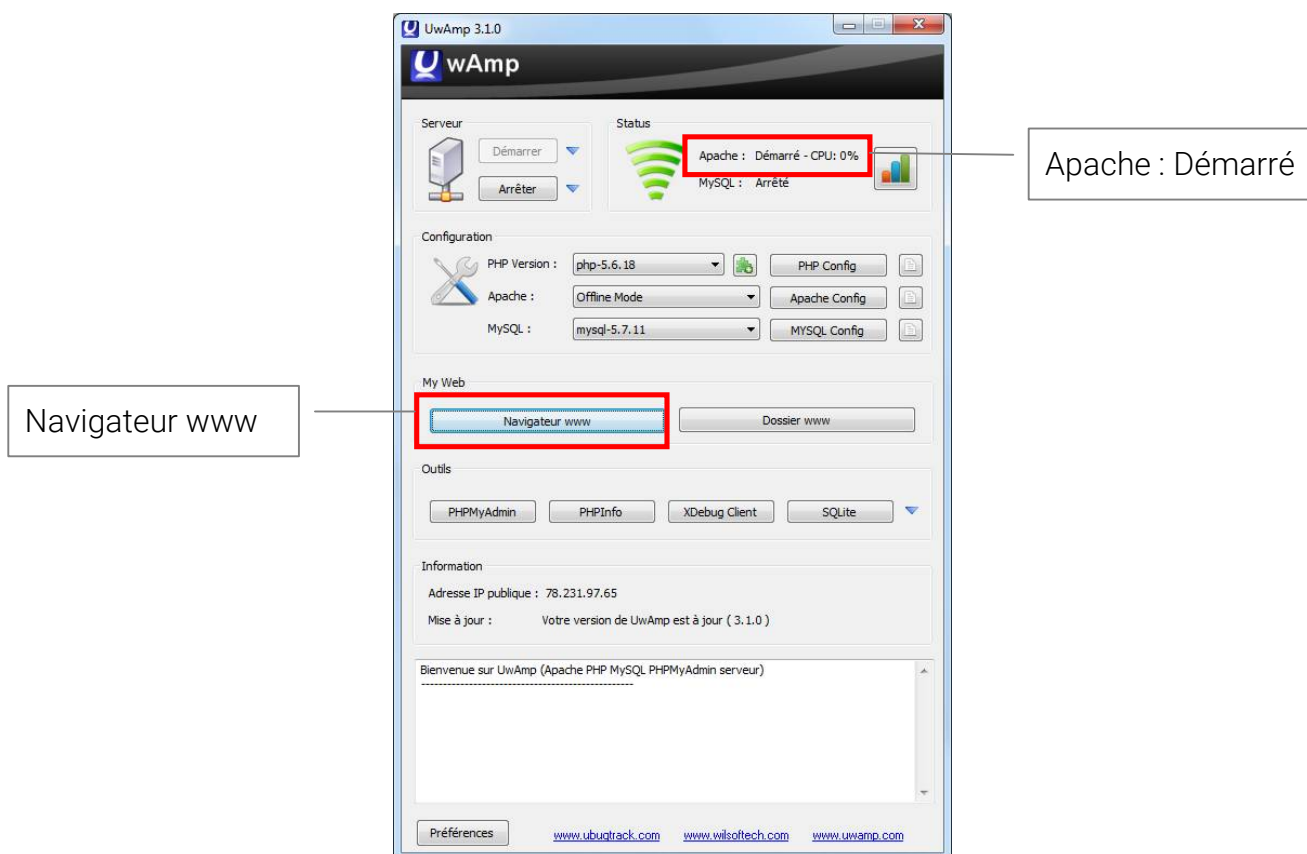 UwAmp 3.1.0
UwAmp
Serveur
Démarrer
Arrêter
Status
Apache : Démarré - CPU: 0%
MySQL : Arrêté
Apache : Démarré
Configuration
PHP Version : php-5.6.18 PHP Config
Apache : Offline Mode Apache Config
MySQL : mysql-5.7.11 MYSQL Config
My Web
Navigateur www
Navigateur www Dossier www
Outils
PHPMyAdmin PHPInfo XDebug Client SQLite
Information
Adresse IP publique : 78.231.97.65
Mise à jour : Votre version de UwAmp est à jour ( 3.1.0 )
Bienvenue sur UwAmp (Apache PHP MySQL PHPMyAdmin serveur)
-------------------------------------------------
Préférences www.ubugtrack.com www.wilsoftech.com www.uwamp.com